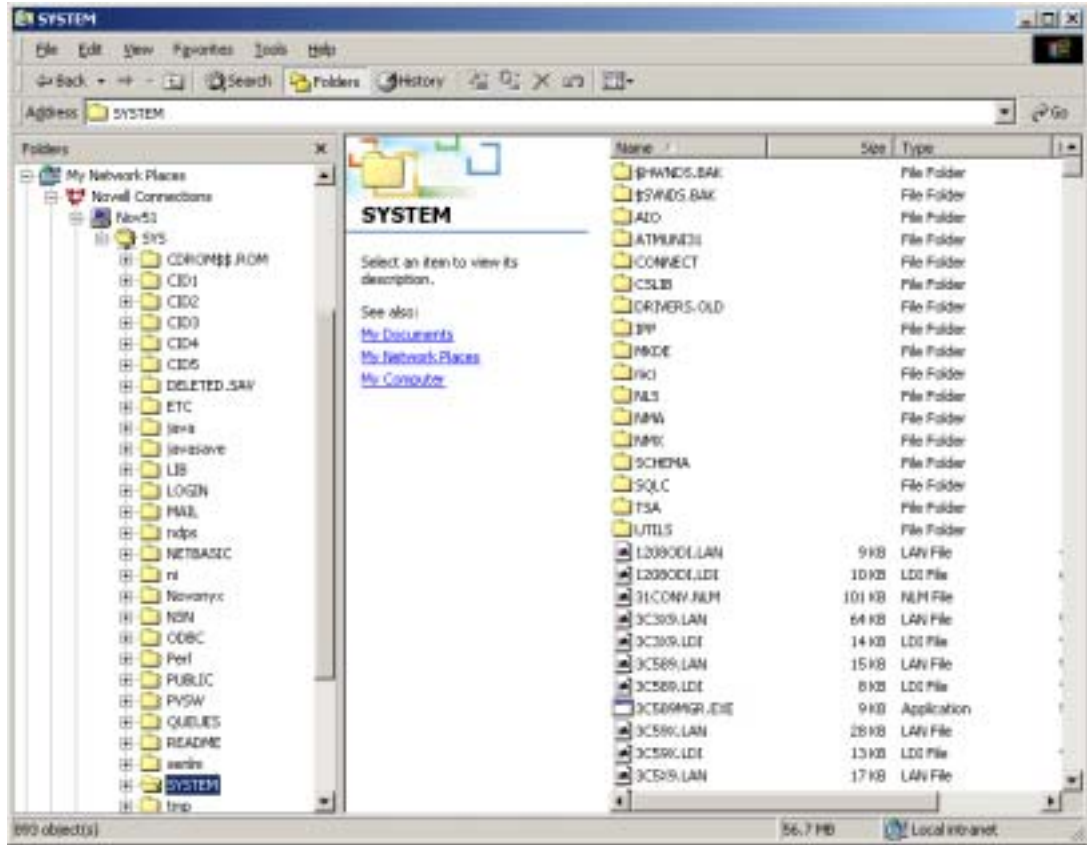 SYSTEM
File Edit View Favorites Tools Help
Back Search Folders History
Address SYSTEM Go
Folders
My Network Places
Novell Connections
Nov51
SYS
CDROM$$.ROM
CID1
CID2
CID3
CID4
CID5
DELETED.SAV
ETC
java
javasave
LIB
LOGIN
MAIL
ndps
NETBASIC
ni
Novonyx
NSN
ODBC
Perl
PUBLIC
PVSW
QUEUES
README
SYSTEM
tmp
SYSTEM
Select an item to view its
description.
See also:
My Documents
My Network Places
My Computer
Name Size Type
$HWNDS.BAK File Folder
$SVNDS.BAK File Folder
AIO File Folder
ATMUNI31 File Folder
CONNECT File Folder
CSLIB File Folder
DRIVERS.OLD File Folder
IPP File Folder
MKDE File Folder
nici File Folder
NLS File Folder
NMA File Folder
NMX File Folder
SCHEMA File Folder
SQLC File Folder
TSA File Folder
UTILS File Folder
1208ODI.LAN 9 KB LAN File
1208ODI.LDI 10 KB LDI File
31CONV.NLM 101 KB NLM File
3C3X9.LAN 64 KB LAN File
3C3X9.LDI 14 KB LDI File
3C589.LAN 15 KB LAN File
3C589.LDI 8 KB LDI File
3C589MGR.EXE 9 KB Application
3C59X.LAN 28 KB LAN File
3C59X.LDI 13 KB LDI File
3C5X9.LAN 17 KB LAN File
893 object(s) 56.7 MB Local intranet